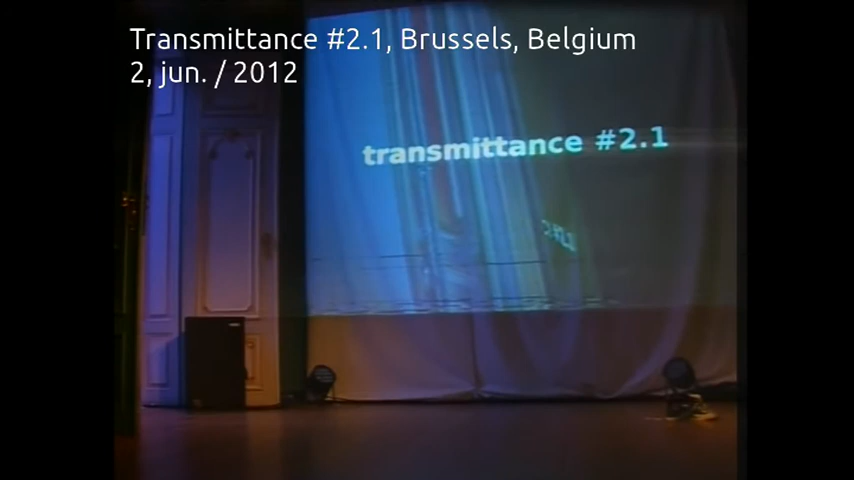 Transmittance #2.1, Brussels, Belgium
2, jun. / 2012
transmittance #2.1